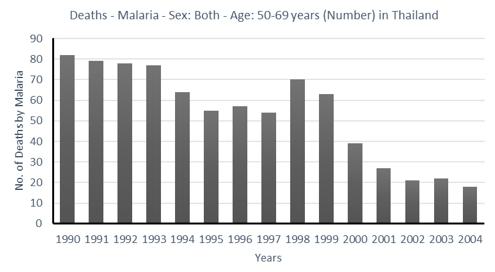 Deaths - Malaria - Sex: Both - Age: 50-69 years (Number) in Thailand
No. of Deaths by Malaria
90
80
70
60
50
40
30
20
10
0
1990 1991 1992 1993 1994 1995 1996 1997 1998 1999 2000 2001 2002 2003 2004
Years